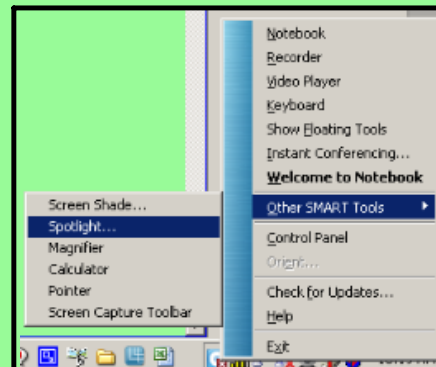 Notebook
Recorder
Video Player
Keyboard
Show Floating Tools
Instant Conferencing...
Welcome to Notebook
Other SMART Tools
Control Panel
Orient...
Check for Updates...
Help
Exit
Screen Shade...
Spotlight...
Magnifier
Calculator
Pointer
Screen Capture Toolbar